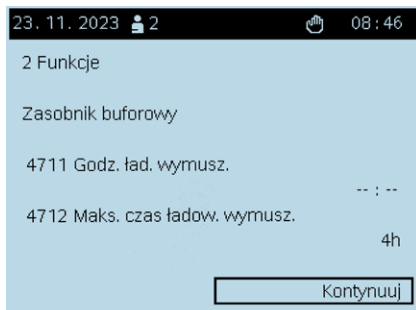 23. 11. 2023 2 08:46
2 Funkcje
Zasobnik buforowy
4711 Godz. ład. wymusz.
-- : --
4712 Maks. czas ładow. wymusz.
4h
Kontynuuj